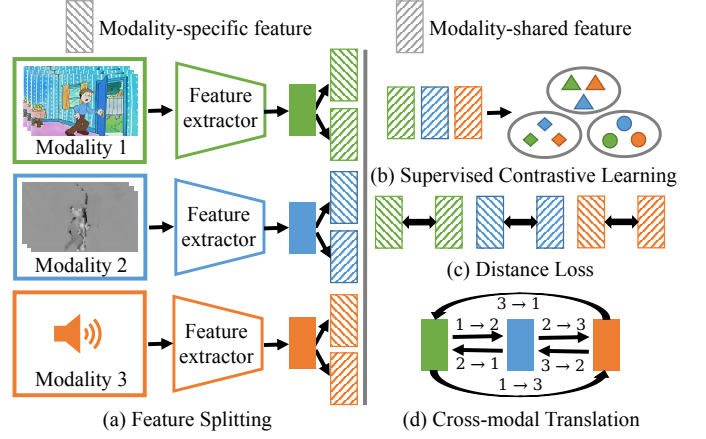 Modality-specific feature
Modality-shared feature
Modality 1
Feature
extractor
Modality 2
Feature
extractor
Modality 3
Feature
extractor
(a) Feature Splitting
(b) Supervised Contrastive Learning
(c) Distance Loss
3 → 1
1 → 2
2 → 3
2 → 1
3 → 2
1 → 3
(d) Cross-modal Translation